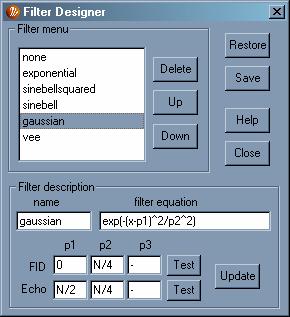 Filter Designer
Filter menu
none
exponential
sinebellsquared
sinebell
gaussian
vee
Delete
Up
Down
Restore
Save
Help
Close
Filter description
name
filter equation
gaussian
exp(-(x-p1)^2/p2^2)
p1 p2 p3
FID 0 N/4 - Test
Echo N/2 N/4 - Test
Update